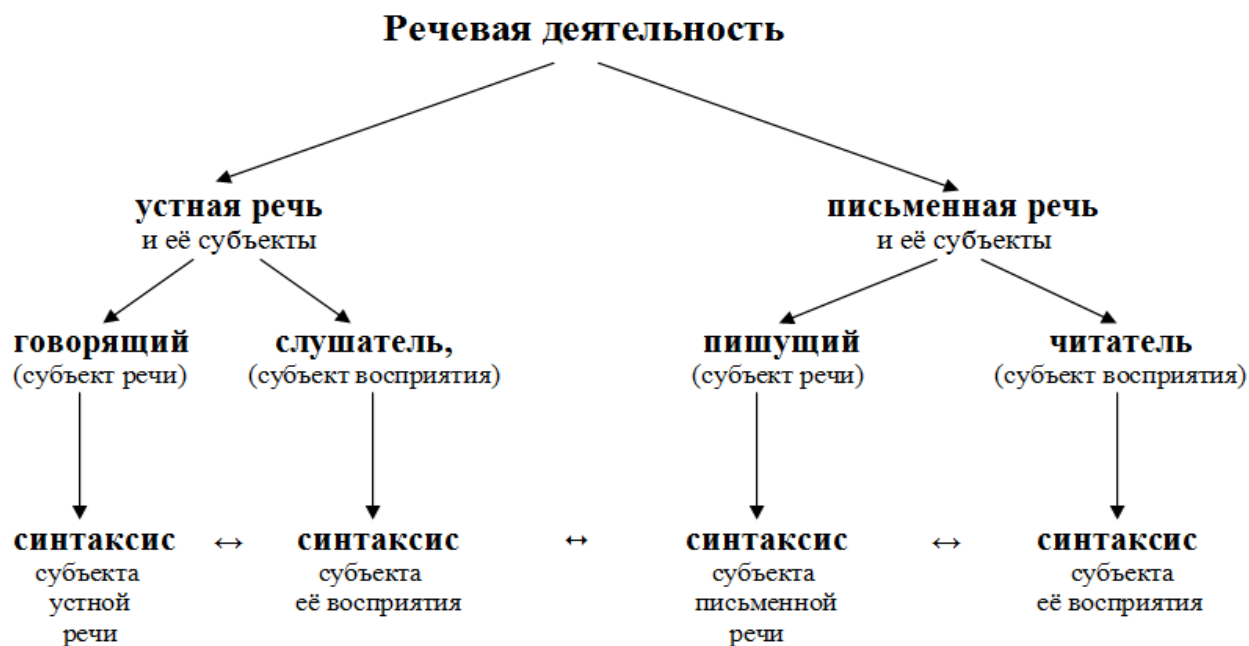 Речевая деятельность
устная речь
и её субъекты
письменная речь
и её субъекты
говорящий
(субъект речи)
слушатель,
(субъект восприятия)
пишущий
(субъект речи)
читатель
(субъект восприятия)
синтаксис ↔ синтаксис ↔ синтаксис ↔ синтаксис
субъекта
устной
речи
субъекта
её восприятия
субъекта
письменной
речи
субъекта
её восприятия